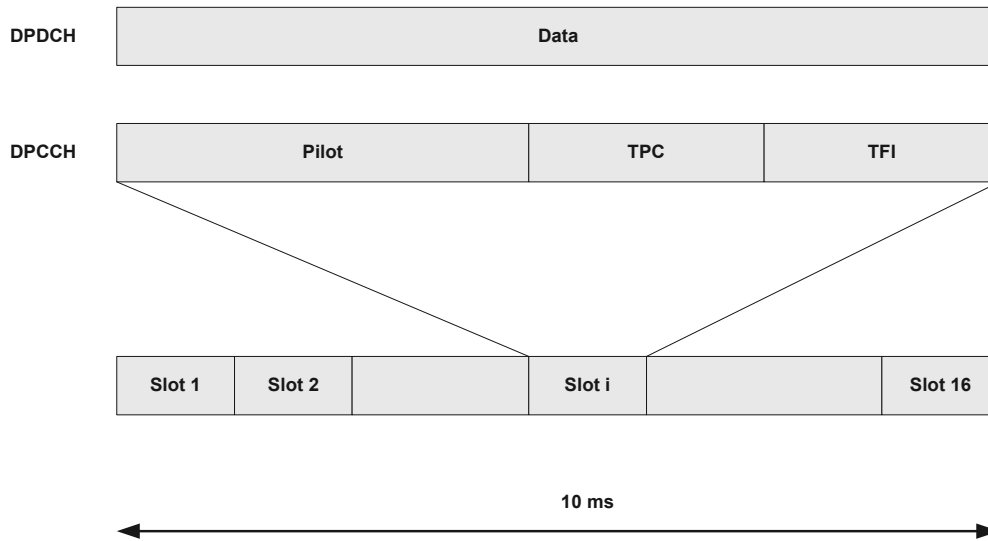 DPDCH Data
DPCCH Pilot TPC TFI
Slot 1 Slot 2 Slot i Slot 16
10 ms